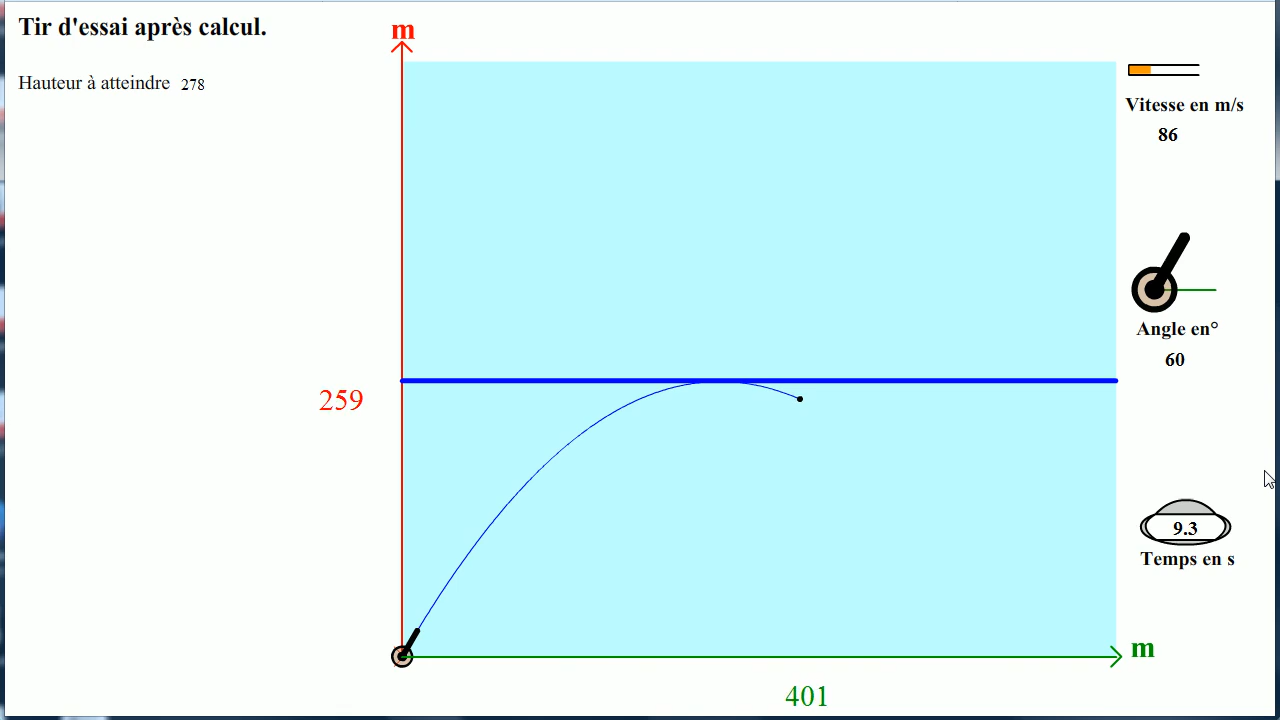 Tir d'essai après calcul.
m
Hauteur à atteindre 278
Vitesse en m/s
86
Angle en°
60
259
9.3
Temps en s
m
401